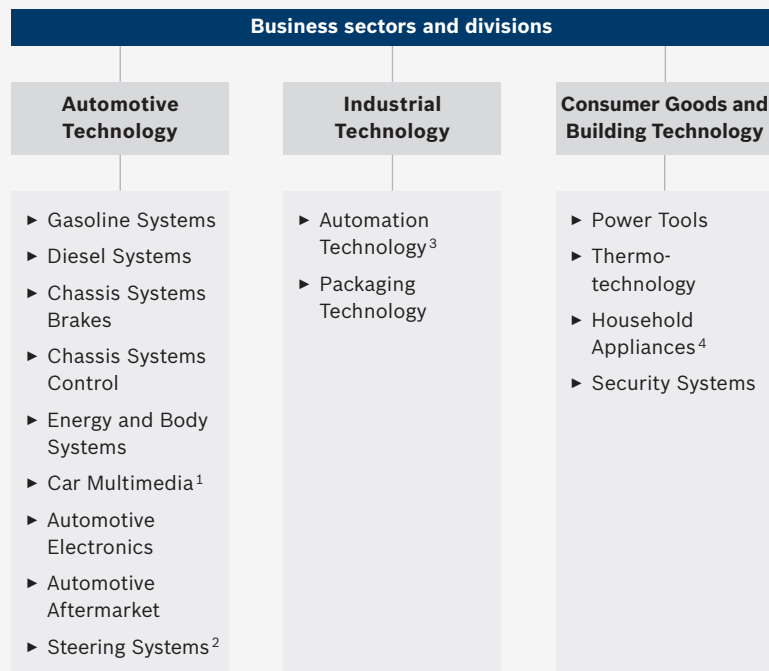 Business sectors and divisions
Automotive
Technology
► Gasoline Systems
► Diesel Systems
► Chassis Systems
Brakes
► Chassis Systems
Control
► Energy and Body
Systems
► Car Multimedia¹
► Automotive
Electronics
► Automotive
Aftermarket
► Steering Systems²
Industrial
Technology
► Automation
Technology³
► Packaging
Technology
Consumer Goods and
Building Technology
► Power Tools
► Thermo-
technology
► Household
Appliances⁴
► Security Systems